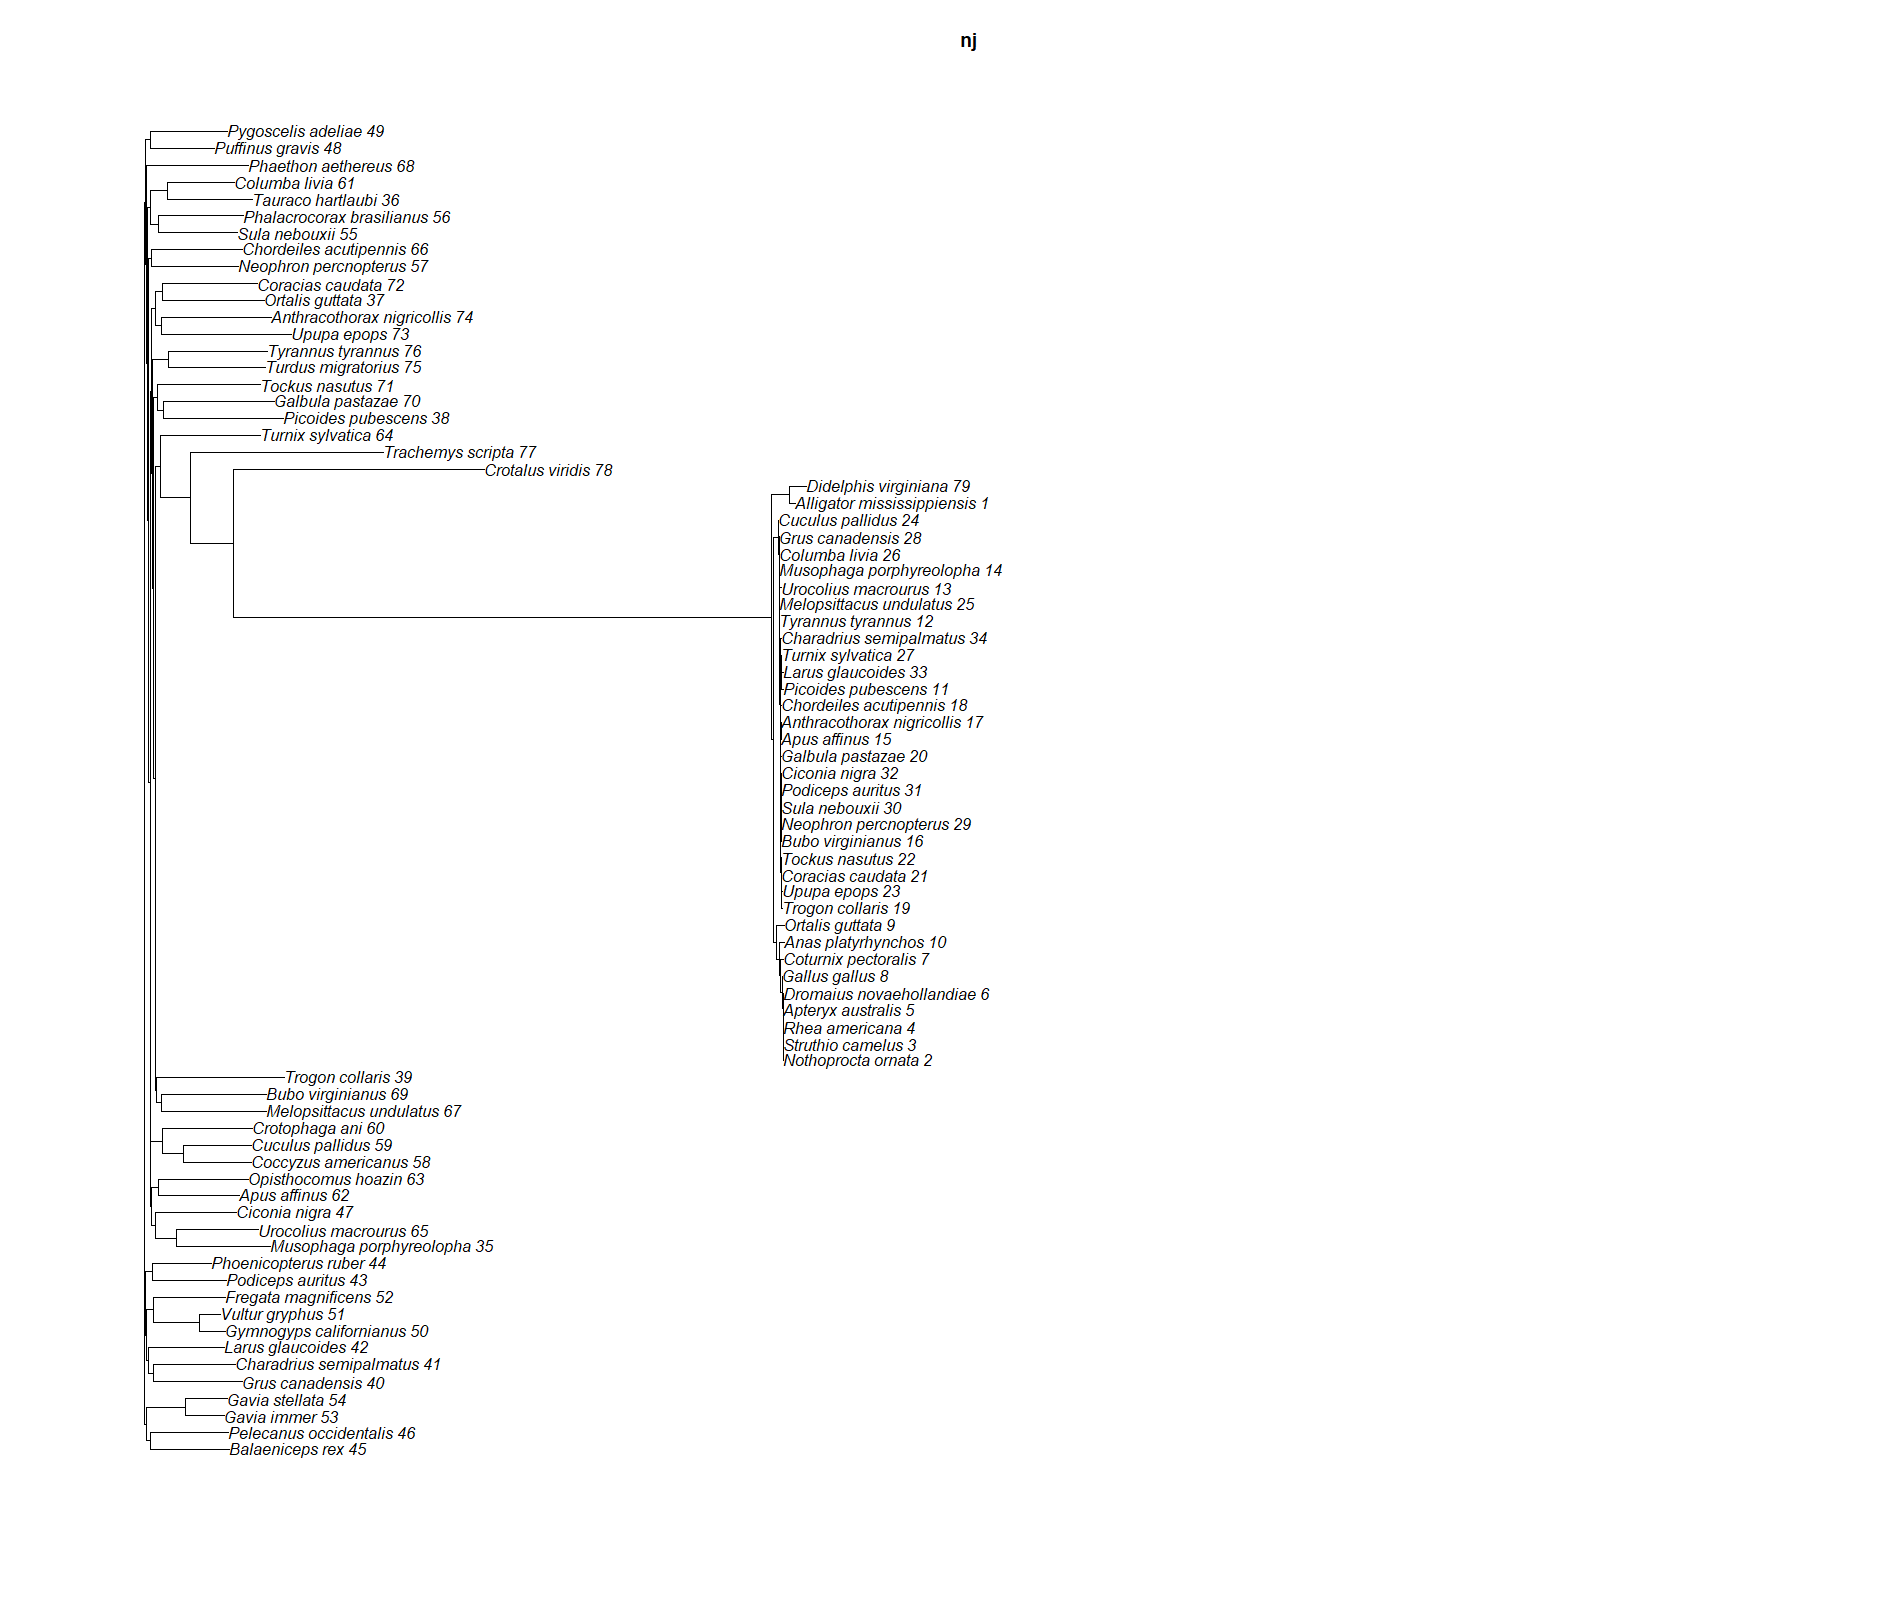 nj
Pygoscelis adeliae 49
Puffinus gravis 48
Phaethon aethereus 68
Columba livia 61
Tauraco hartlaubi 36
Phalacrocorax brasilianus 56
Sula nebouxii 55
Chordeiles acutipennis 66
Neophron percnopterus 57
Coracias caudata 72
Ortalis guttata 37
Anthracothorax nigricollis 74
Upupa epops 73
Tyrannus tyrannus 76
Turdus migratorius 75
Tockus nasutus 71
Galbula pastazae 70
Picoides pubescens 38
Turnix sylvatica 64
Trachemys scripta 77
Crotalus viridis 78
Didelphis virginiana 79
Alligator mississippiensis 1
Cuculus pallidus 24
Grus canadensis 28
Columba livia 26
Musophaga porphyreolopha 14
Urocolius macrourus 13
Melopsittacus undulatus 25
Tyrannus tyrannus 12
Charadrius semipalmatus 34
Turnix sylvatica 27
Larus glaucoides 33
Picoides pubescens 11
Chordeiles acutipennis 18
Anthracothorax nigricollis 17
Apus affinus 15
Galbula pastazae 20
Ciconia nigra 32
Podiceps auritus 31
Sula nebouxii 30
Neophron percnopterus 29
Bubo virginianus 16
Tockus nasutus 22
Coracias caudata 21
Upupa epops 23
Trogon collaris 19
Ortalis guttata 9
Anas platyrhynchos 10
Coturnix pectoralis 7
Gallus gallus 8
Dromaius novaehollandiae 6
Apteryx australis 5
Rhea americana 4
Struthio camelus 3
Nothoprocta ornata 2
Trogon collaris 39
Bubo virginianus 69
Melopsittacus undulatus 67
Crotophaga ani 60
Cuculus pallidus 59
Coccyzus americanus 58
Opisthocomus hoazin 63
Apus affinus 62
Ciconia nigra 47
Urocolius macrourus 65
Musophaga porphyreolopha 35
Phoenicopterus ruber 44
Podiceps auritus 43
Fregata magnificens 52
Vultur gryphus 51
Gymnogyps californianus 50
Larus glaucoides 42
Charadrius semipalmatus 41
Grus canadensis 40
Gavia stellata 54
Gavia immer 53
Pelecanus occidentalis 46
Balaeniceps rex 45